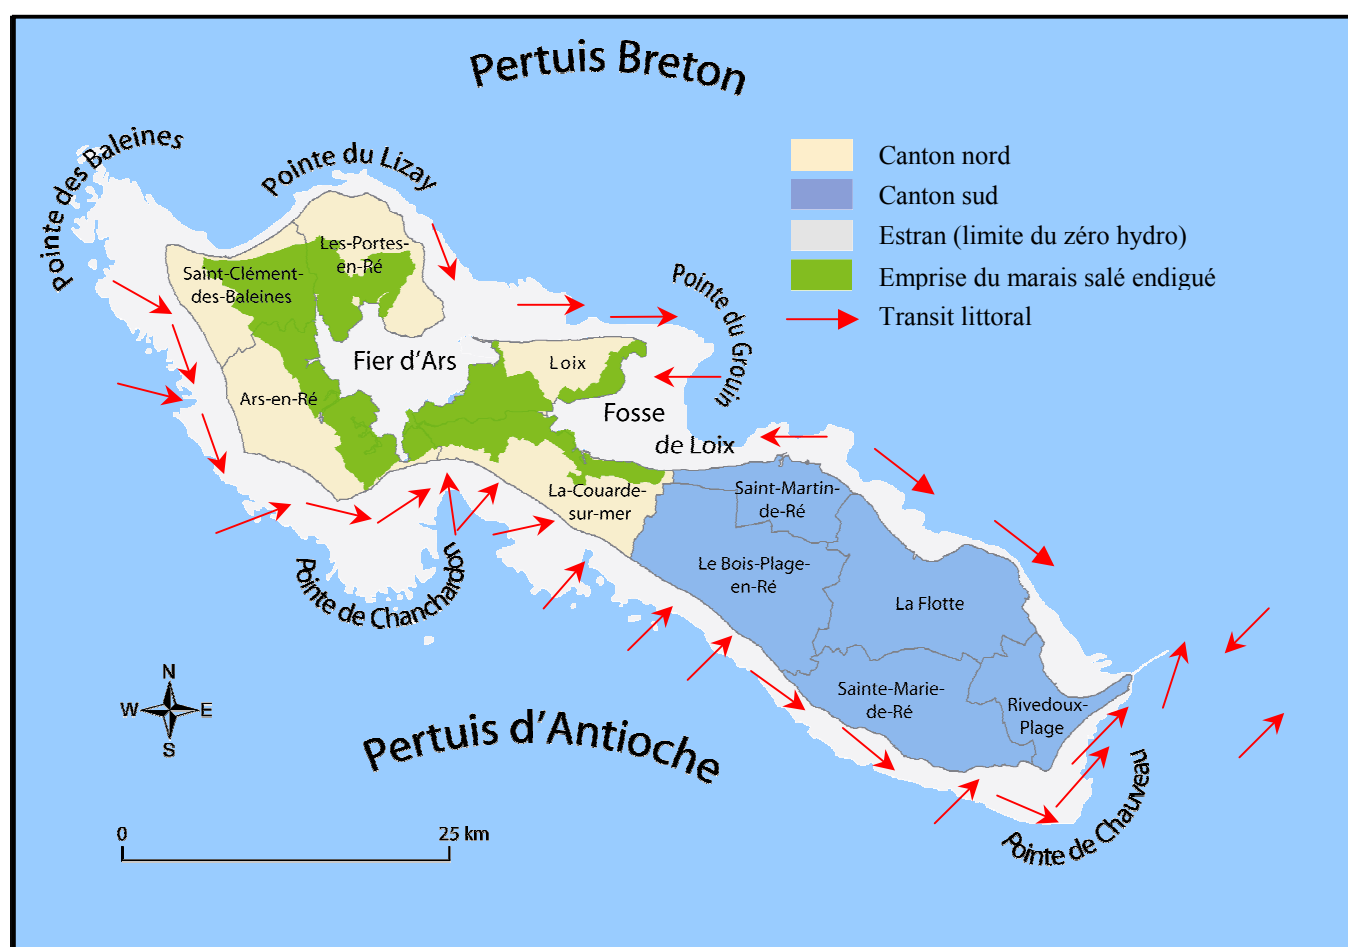 Pertuis Breton
Pointe des Baleines
Pointe du Lizay
Canton nord
Canton sud
Estran (limite du zéro hydro)
Emprise du marais salé endigué
Transit littoral
Les-Portes-
en-Ré
Saint-Clément-
des-Baleines
Pointe du Grouin
Fier d'Ars
Loix
Ars-en-Ré
Fosse
de Loix
La-Couarde-
sur-mer
Saint-Martin-
de-Ré
Pointe de Chanchardon
Le Bois-Plage-
en-Ré
La Flotte
Sainte-Marie-
de-Ré
Rivedoux-
Plage
N
W
E
S
Pertuis d'Antioche
Pointe de Chauveau
0
25 km